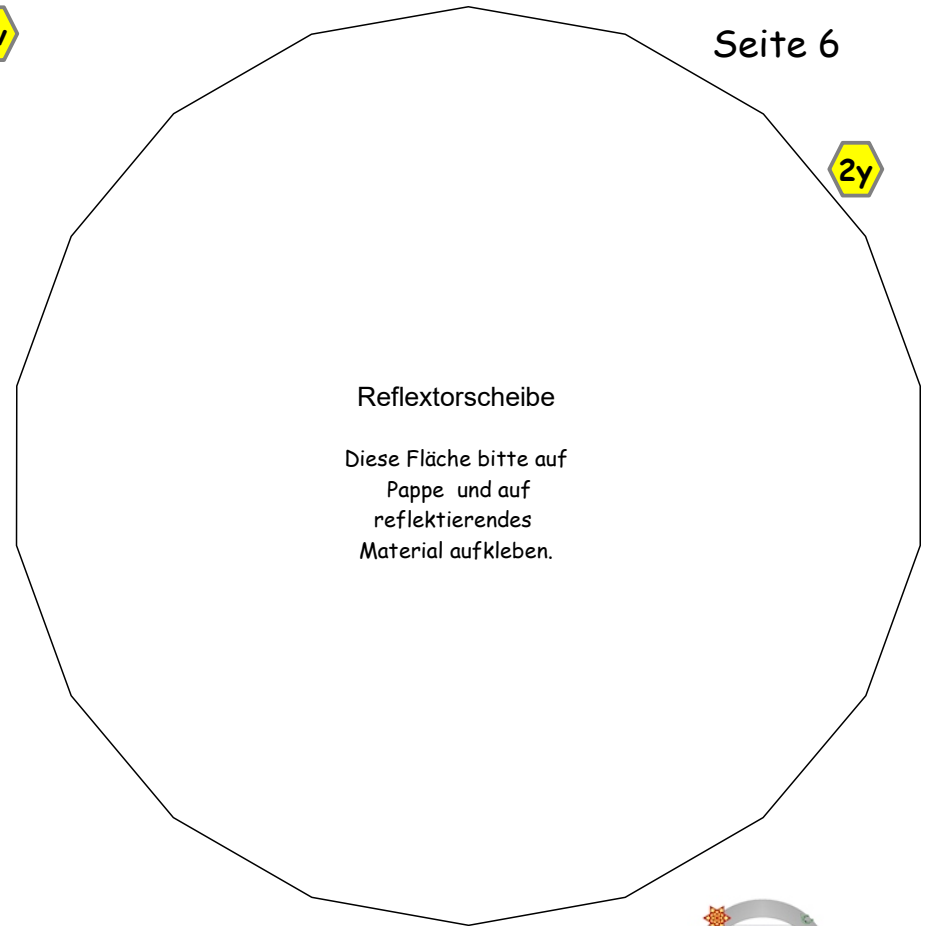 Seite 6
2y
Reflextorscheibe
Diese Fläche bitte auf
Pappe und auf
reflektierendes
Material aufkleben.